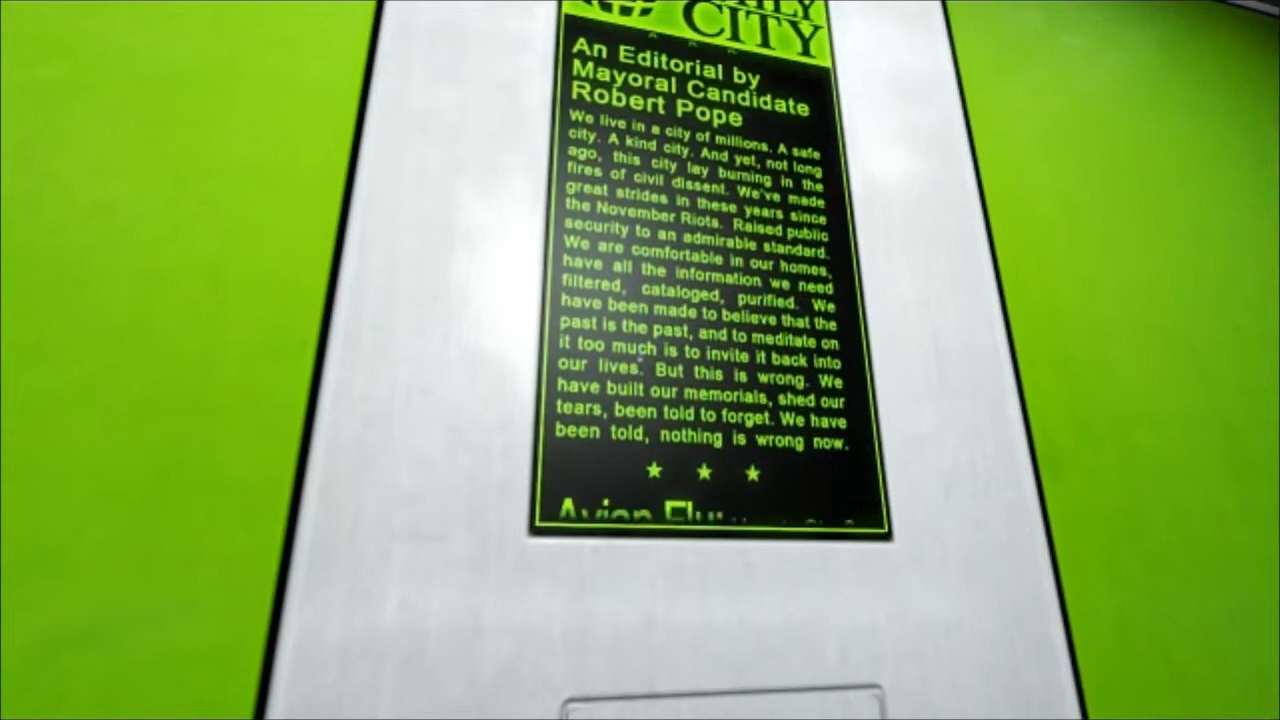 CITY
An Editorial by
Mayoral Candidate
Robert Pope
We live in a city of millions. A safe
city. A kind city. And yet, not long
ago, this city lay burning in the
fires of civil dissent. We've made
great strides in these years since
the November Riots. Raised public
security to an admirable standard.
We are comfortable in our homes,
have all the information we need
filtered, cataloged, purified. We
have been made to believe that the
past is the past, and to meditate on
it too much is to invite it back into
our lives. But this is wrong. We
have built our memorials, shed our
tears, been told to forget. We have
been told, nothing is wrong now.
Avian Flu: